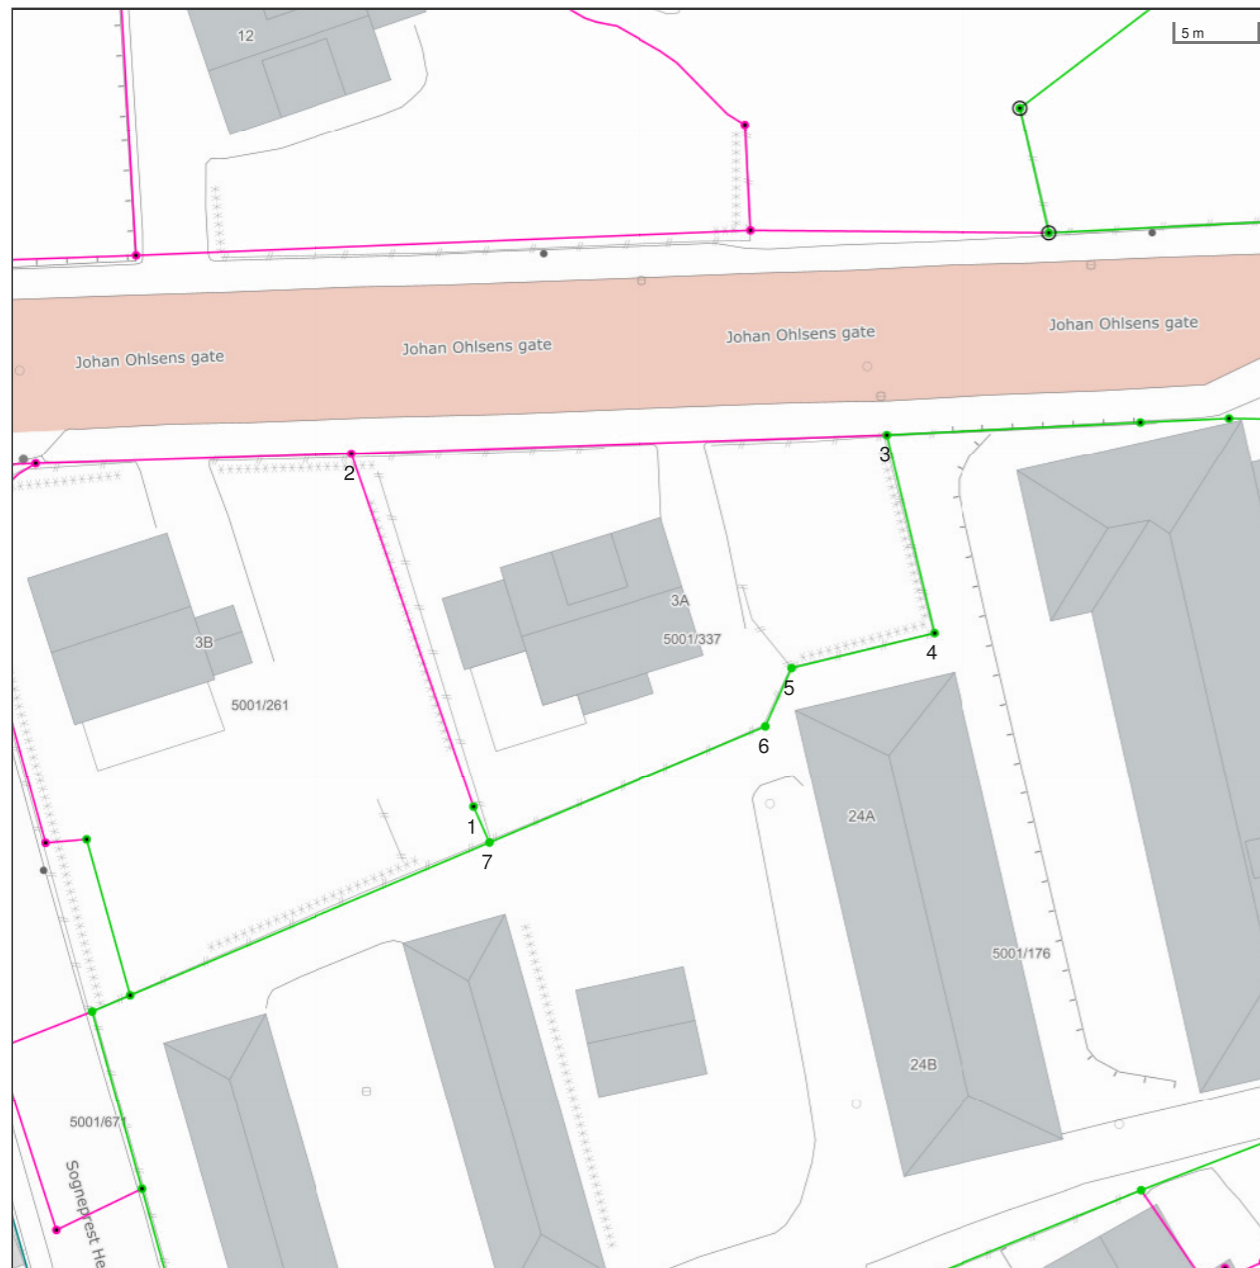 12
5 m
Johan Ohlsens gate
Johan Ohlsens gate
Johan Ohlsens gate
Johan Ohlsens gate
2
3
3A
5001/337
3B
4
5
5001/261
6
1
24A
7
5001/176
24B
5001/671
Sogneprest He